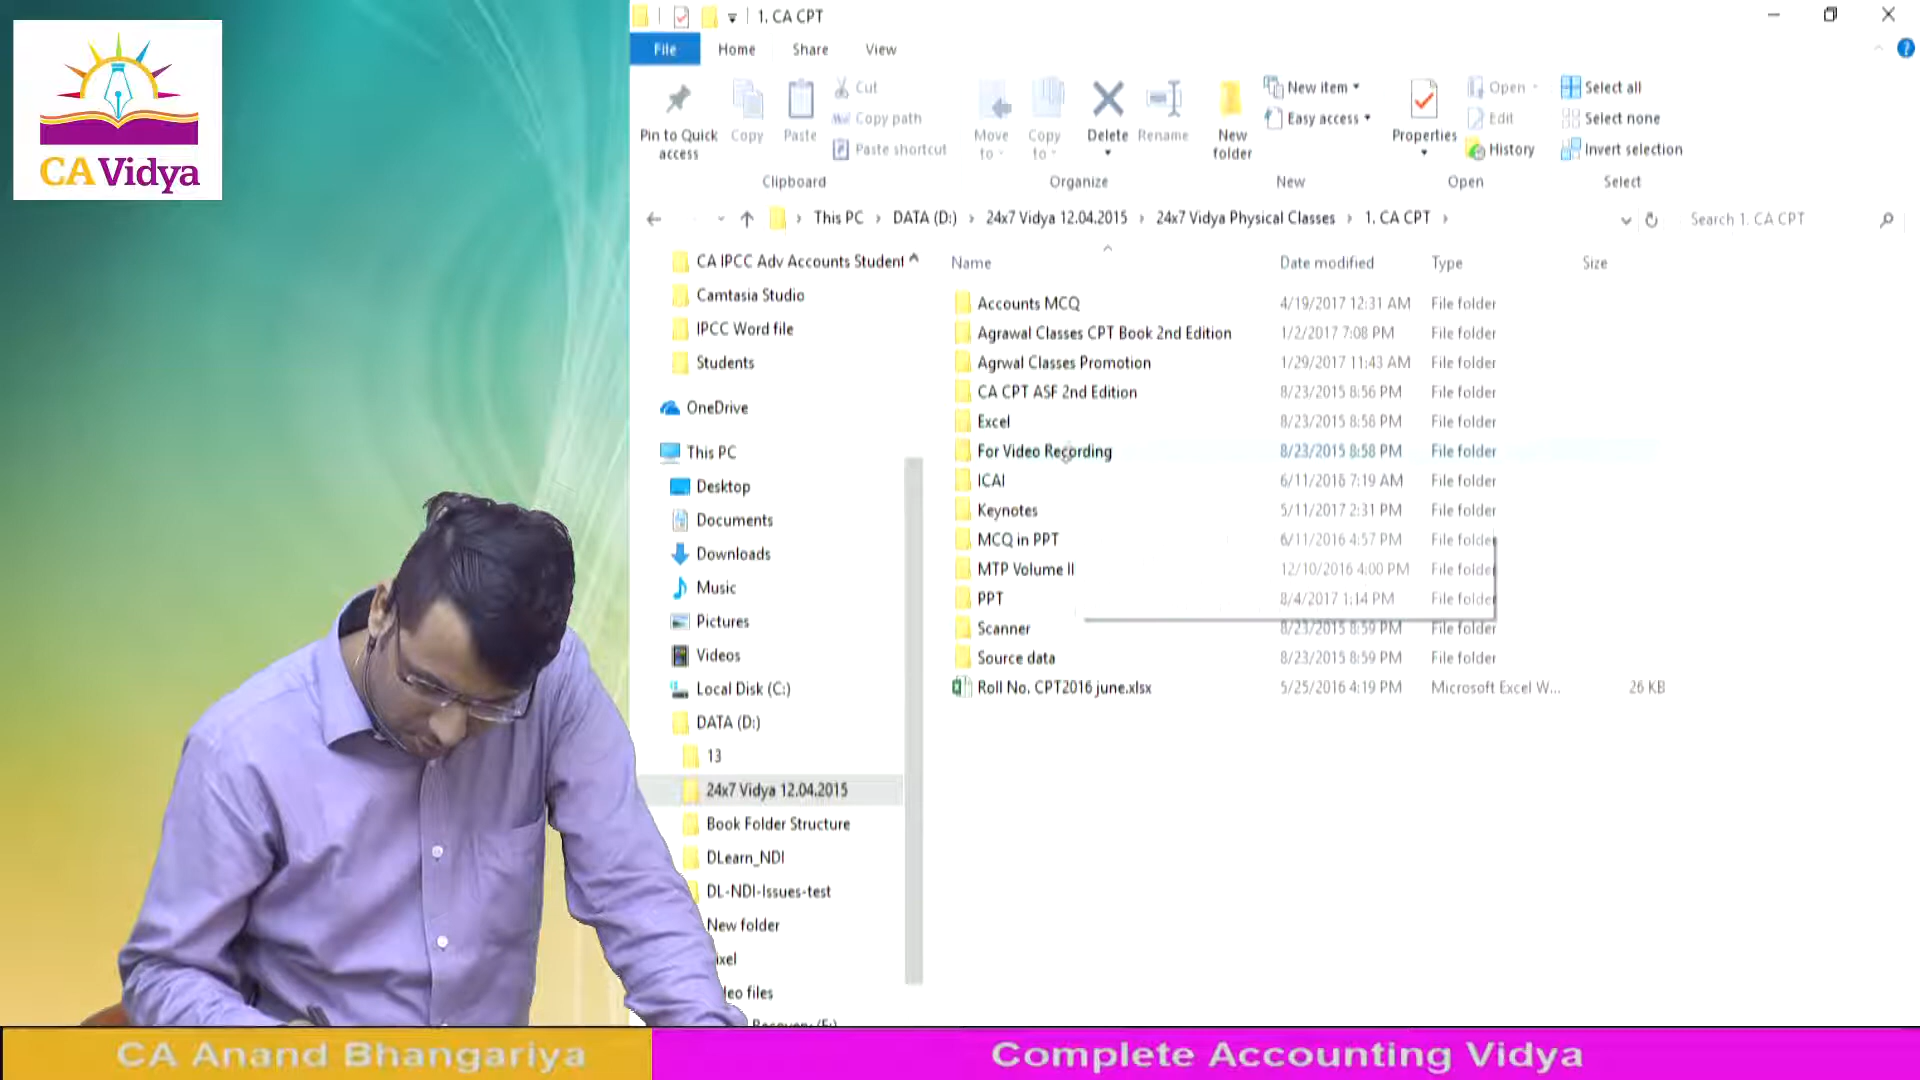 CA Vidya
1. CA CPT
File Home Share View
Pin to Quick access
Copy
Paste
Cut
Copy path
Paste shortcut
Clipboard
Move to
Copy to
Delete
Rename
Organize
New folder
New item
Easy access
New
Properties
Open
Edit
History
Open
Select all
Select none
Invert selection
Select
This PC › DATA (D:) › 24x7 Vidya 12.04.2015 › 24x7 Vidya Physical Classes › 1. CA CPT ›
Search 1. CA CPT
CA IPCC Adv Accounts Student
Camtasia Studio
IPCC Word file
Students
OneDrive
This PC
Desktop
Documents
Downloads
Music
Pictures
Videos
Local Disk (C:)
DATA (D:)
13
24x7 Vidya 12.04.2015
Book Folder Structure
DLearn_NDI
DL-NDI-Issues-test
New folder
files
Name Date modified Type Size
Accounts MCQ 4/19/2017 12:31 AM File folder
Agrawal Classes CPT Book 2nd Edition 1/2/2017 7:08 PM File folder
Agrwal Classes Promotion 1/29/2017 11:43 AM File folder
CA CPT ASF 2nd Edition 8/23/2015 8:56 PM File folder
Excel 8/23/2015 8:58 PM File folder
For Video Recording 8/23/2015 8:58 PM File folder
ICAI 6/11/2016 7:19 AM File folder
Keynotes 5/11/2017 2:31 PM File folder
MCQ in PPT 6/11/2016 4:57 PM File folder
MTP Volume II 12/10/2016 4:00 PM File folder
PPT 8/4/2017 1:14 PM File folder
Scanner 8/23/2015 8:59 PM File folder
Source data 8/23/2015 8:59 PM File folder
Roll No. CPT2016 june.xlsx 5/25/2016 4:19 PM Microsoft Excel W... 26 KB
CA Anand Bhangariya
Complete Accounting Vidya